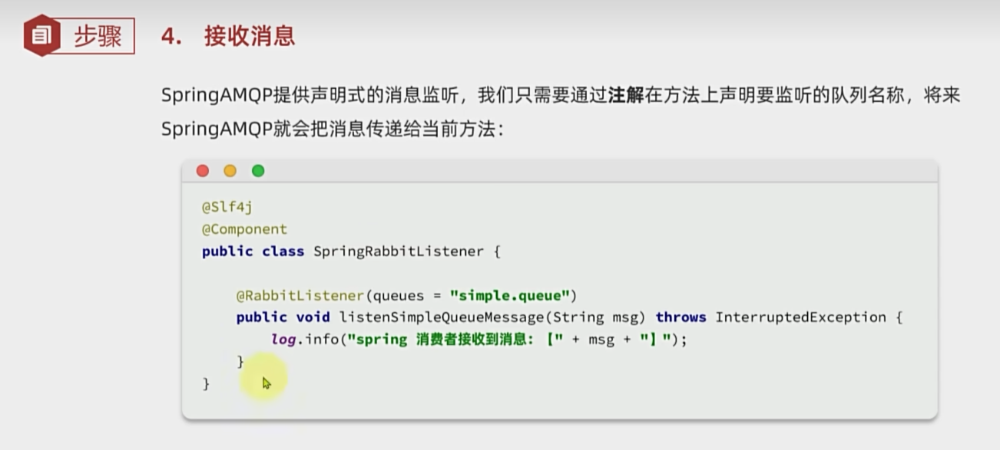 步骤
4. 接收消息
SpringAMQP提供声明式的消息监听，我们只需要通过注解在方法上声明要监听的队列名称，将来
SpringAMQP就会把消息传递给当前方法：
@Slf4j
@Component
public class SpringRabbitListener {
    @RabbitListener(queues = "simple.queue")
    public void listenSimpleQueueMessage(String msg) throws InterruptedException {
        log.info("spring 消费者接收到消息：【" + msg + "】");
    }
}